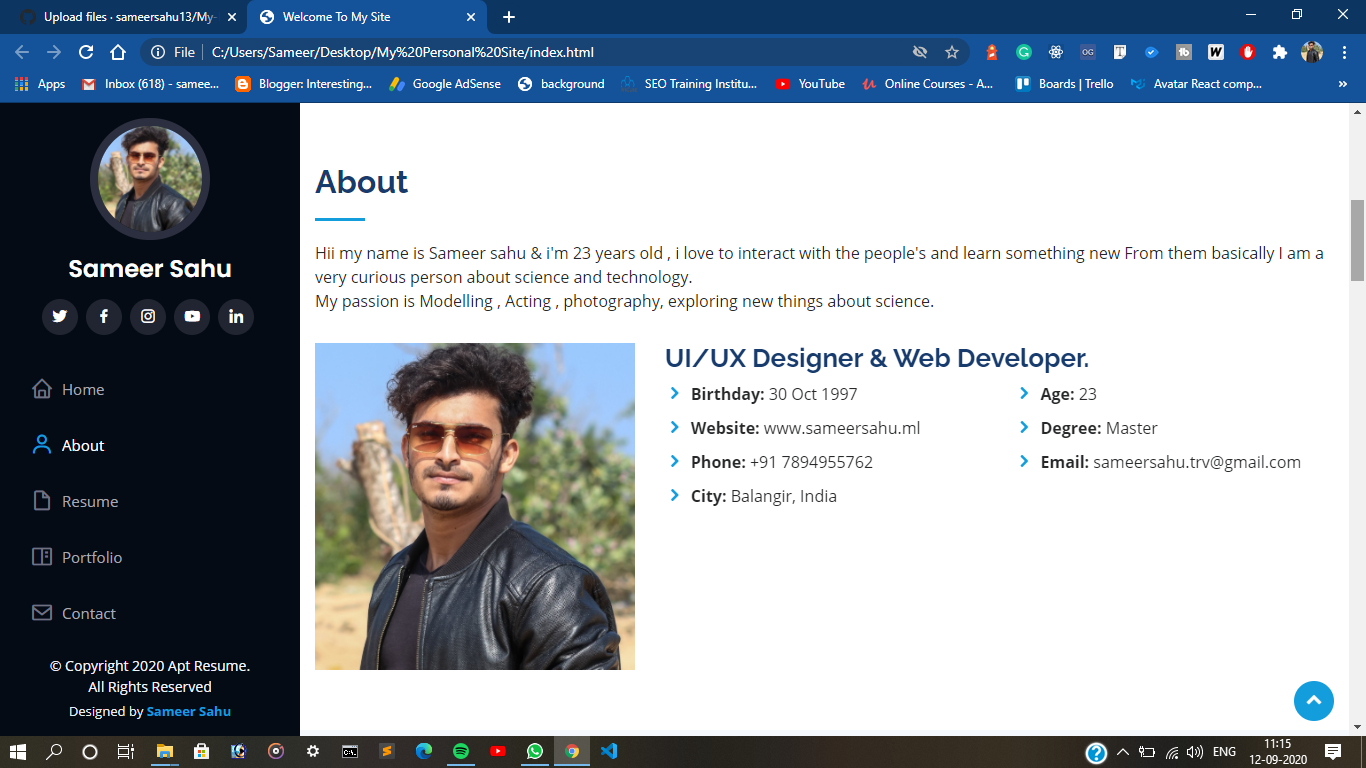 Upload files · sameersahu13/My-
Welcome To My Site
File
C:/Users/Sameer/Desktop/My%20Personal%20Site/index.html
Apps
Inbox (618) - samee...
Blogger: Interesting...
Google AdSense
background
SEO Training Institu...
YouTube
Online Courses - A...
Boards | Trello
Avatar React comp...
»
Sameer Sahu
Home
About
Resume
Portfolio
Contact
© Copyright 2020 Apt Resume.
All Rights Reserved
Designed by Sameer Sahu
About
Hii my name is Sameer sahu & i'm 23 years old , i love to interact with the people's and learn something new From them basically I am a
very curious person about science and technology.
My passion is Modelling , Acting , photography, exploring new things about science.
UI/UX Designer & Web Developer.
Birthday: 30 Oct 1997
Age: 23
Website: www.sameersahu.ml
Degree: Master
Phone: +91 7894955762
Email: sameersahu.trv@gmail.com
City: Balangir, India
ENG
11:15
12-09-2020